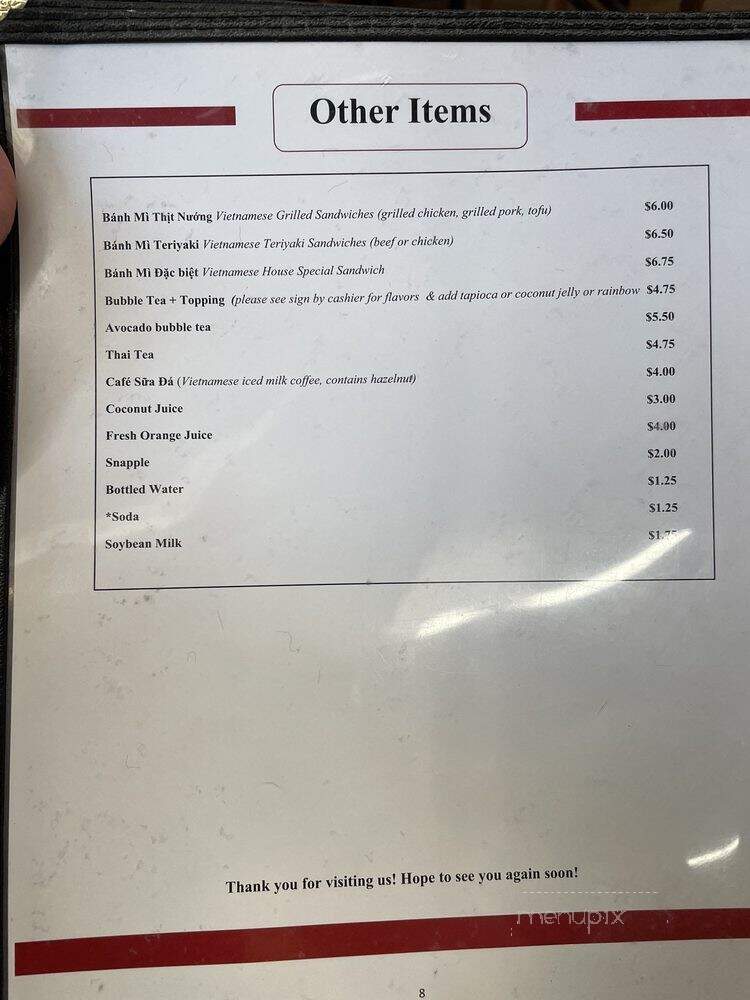 Other Items
Bánh Mì Thịt Nướng Vietnamese Grilled Sandwiches (grilled chicken, grilled pork, tofu) $6.00
Bánh Mì Teriyaki Vietnamese Teriyaki Sandwiches (beef or chicken) $6.50
Bánh Mì Đặc biệt Vietnamese House Special Sandwich $6.75
Bubble Tea + Topping (please see sign by cashier for flavors & add tapioca or coconut jelly or rainbow $4.75
Avocado bubble tea $5.50
Thai Tea $4.75
Café Sữa Đá (Vietnamese iced milk coffee, contains hazelnut) $4.00
Coconut Juice $3.00
Fresh Orange Juice $4.00
Snapple $2.00
Bottled Water $1.25
*Soda $1.25
Soybean Milk $1.75
Thank you for visiting us! Hope to see you again soon!
menupix
8